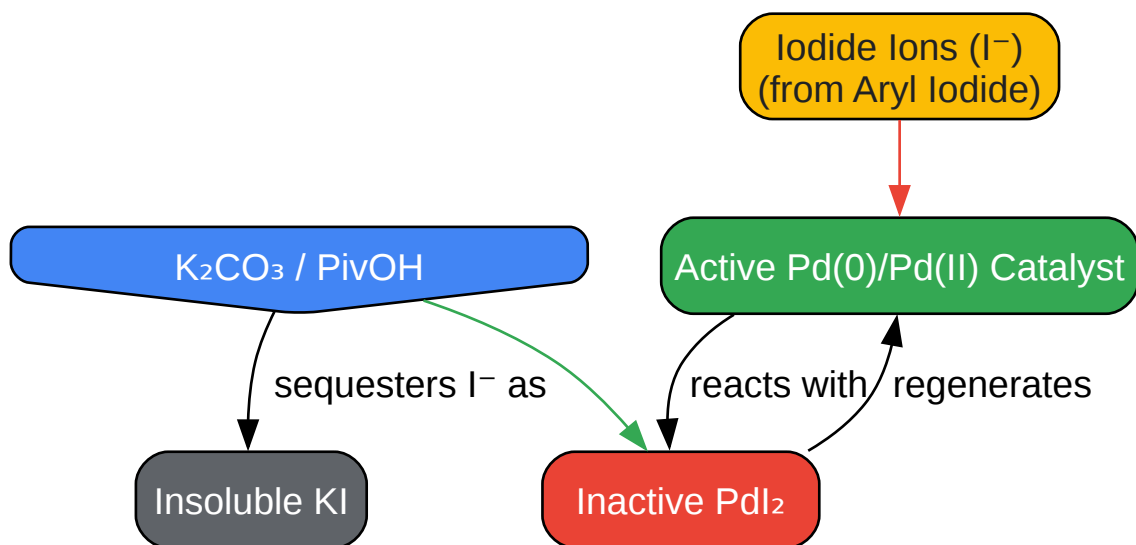 Iodide Ions (I⁻)
(from Aryl Iodide)
K₂CO₃ / PivOH
Active Pd(0)/Pd(II) Catalyst
sequesters I⁻ as
reacts with
regenerates
Insoluble KI
Inactive PdI₂